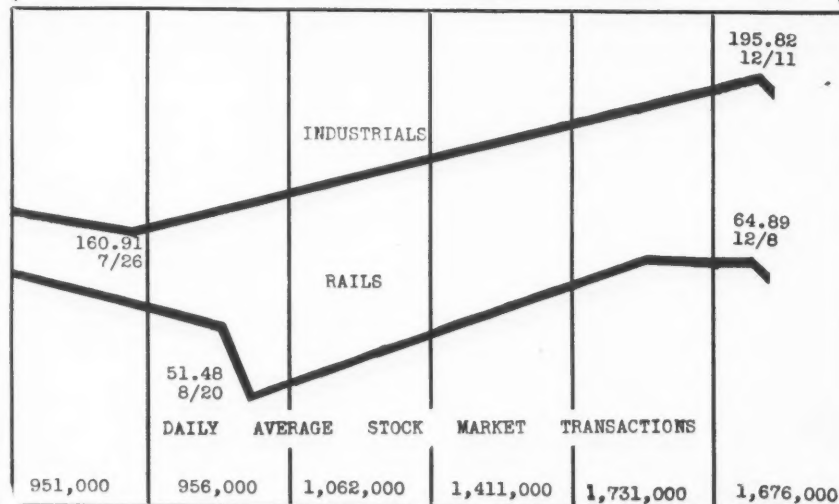 195.82
12/11
INDUSTRIALS
160.91
7/26
64.89
12/8
RAILS
51.48
8/20
DAILY AVERAGE STOCK MARKET TRANSACTIONS
951,000 956,000 1,062,000 1,411,000 1,731,000 1,676,000